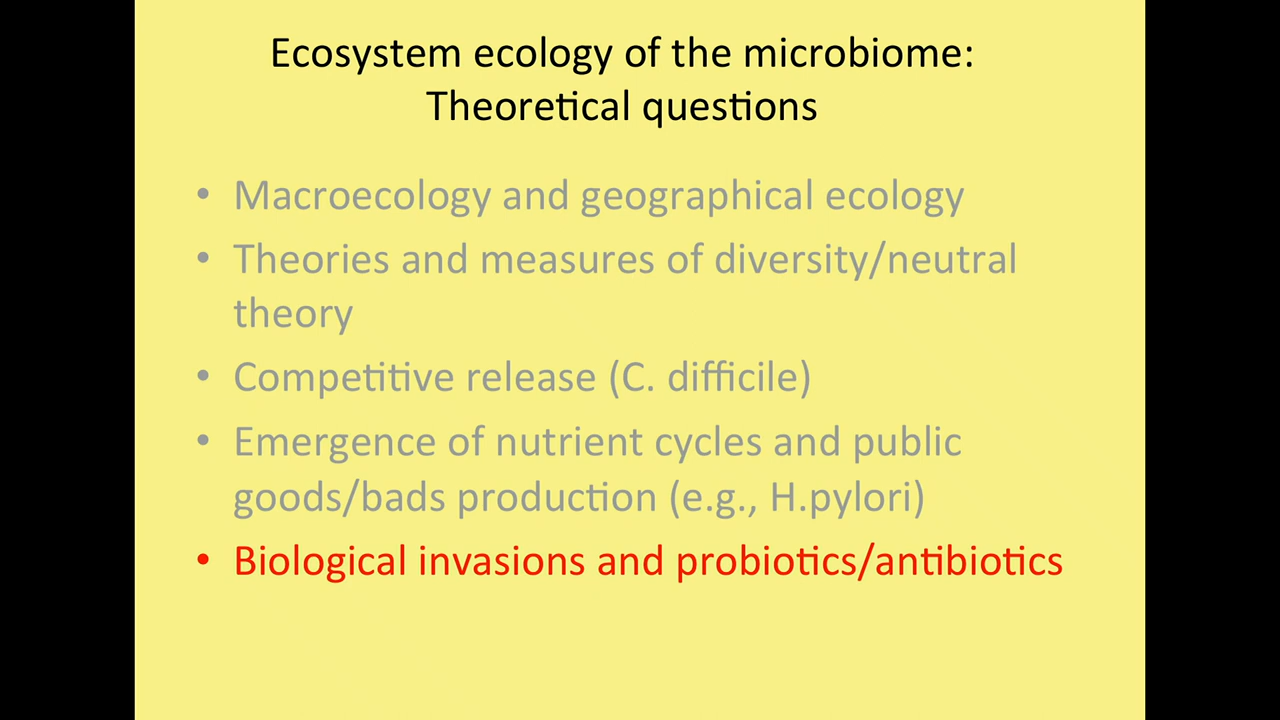 Ecosystem ecology of the microbiome:
Theoretical questions
• Macroecology and geographical ecology
• Theories and measures of diversity/neutral
theory
• Competitive release (C. difficile)
• Emergence of nutrient cycles and public
goods/bads production (e.g., H.pylori)
• Biological invasions and probiotics/antibiotics